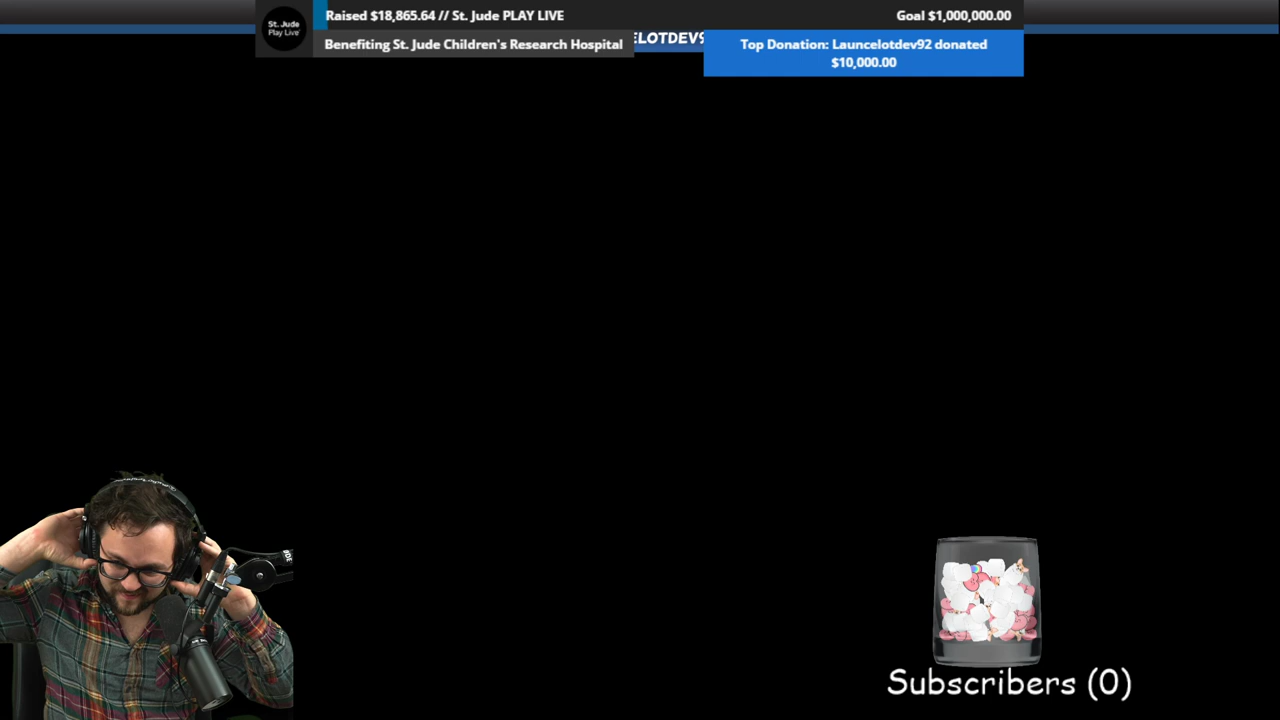 Raised $18,865.64 // St. Jude PLAY LIVE
Goal $1,000,000.00
St. Jude
Play Live
Benefiting St. Jude Children's Research Hospital
ELOTDEV9
Top Donation: Launcelotdev92 donated
$10,000.00
Subscribers (0)